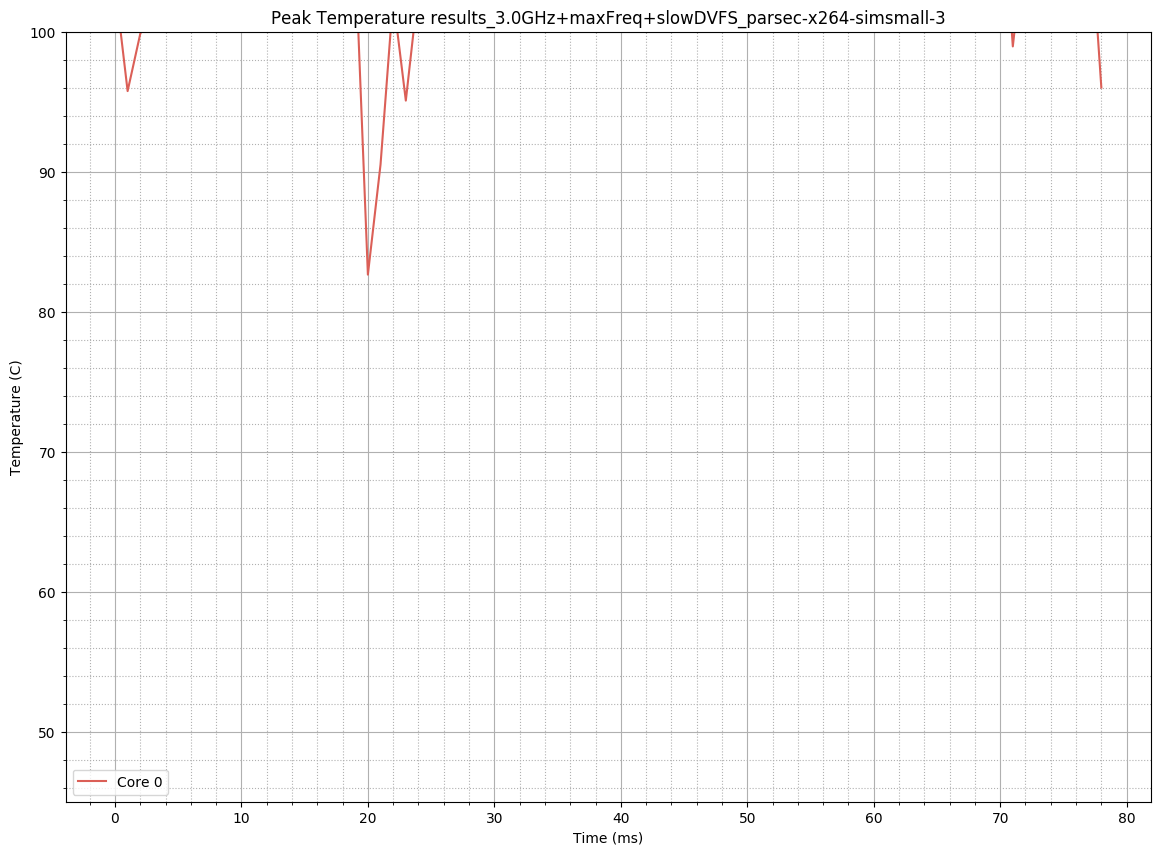 Peak Temperature results_3.0GHz+maxFreq+slowDVFS_parsec-x264-simsmall-3
100
90
80
70
60
50
Temperature (C)
Core 0
0 10 20 30 40 50 60 70 80
Time (ms)